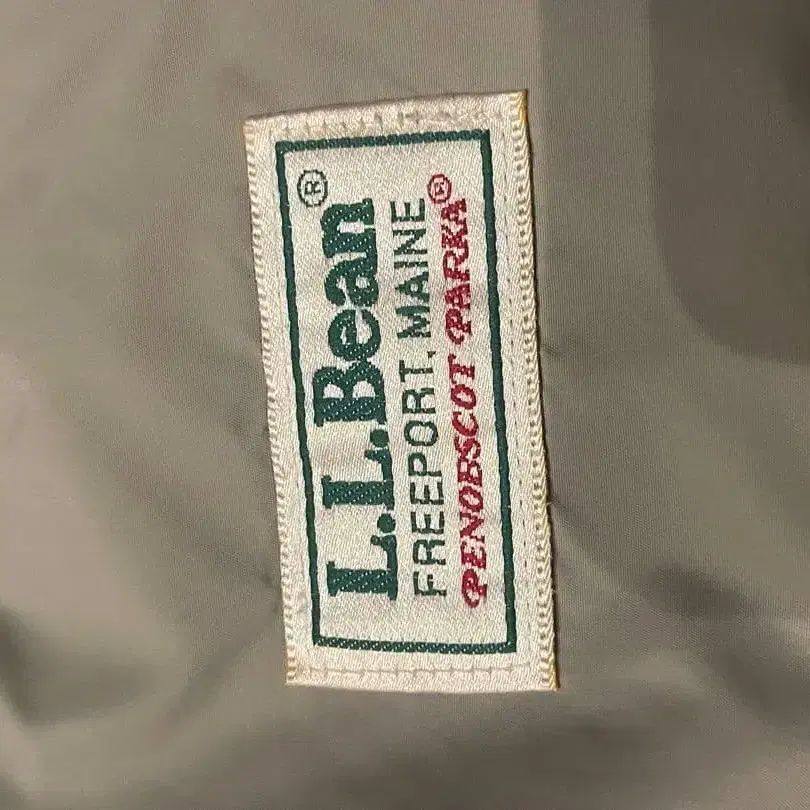 L.L.Bean®
FREEPORT, MAINE
PENOBSCOT PARKA®